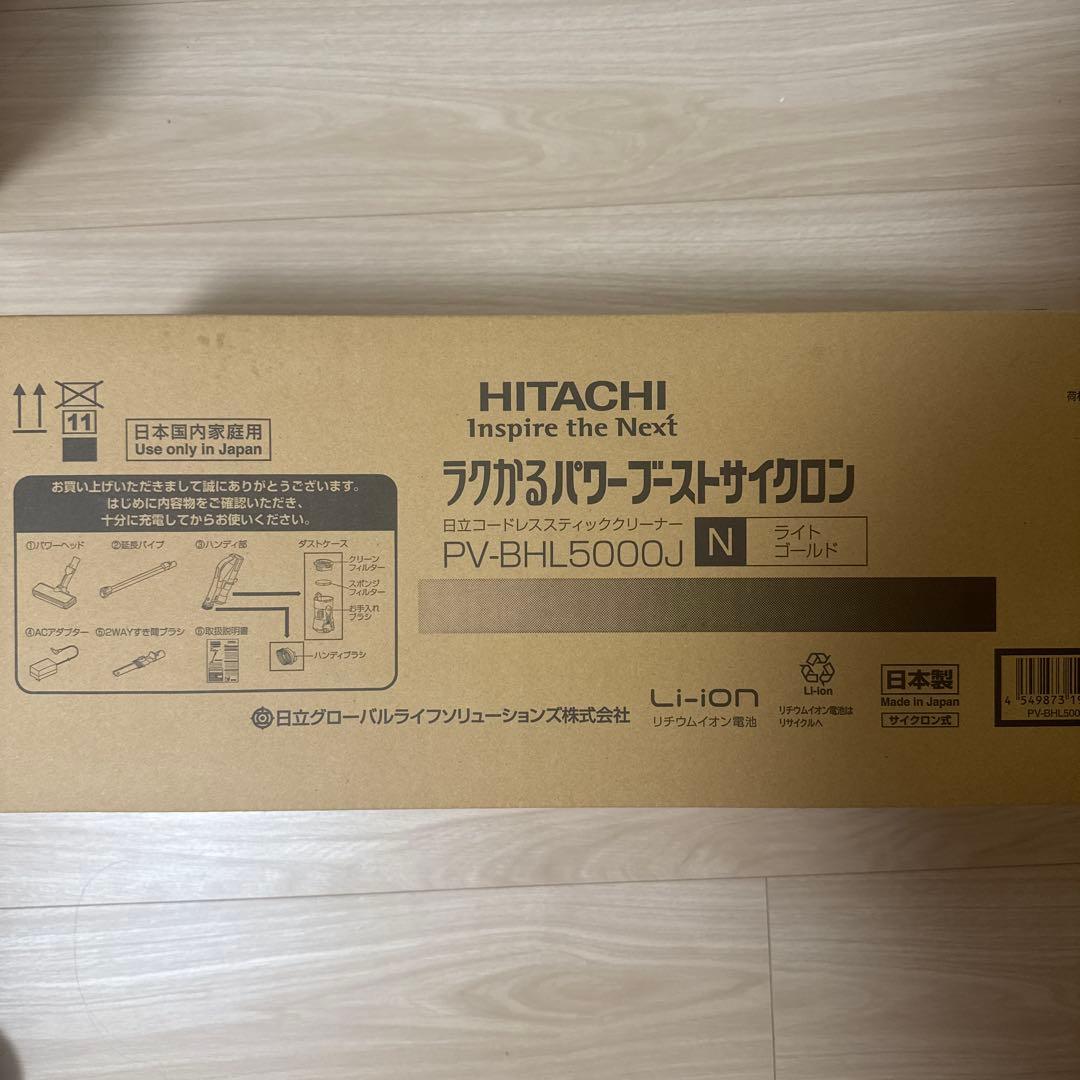 11
日本国内家庭用
Use only in Japan
お買い上げいただきまして誠にありがとうございます。
はじめに内容物をご確認いただき、
十分に充電してからお使いください。
①パワーヘッド
②延長パイプ
③ハンディ部
ダストケース
クリーン
フィルター
スポンジ
フィルター
お手入れ
ブラシ
④ACアダプター
⑤2WAYすき間ブラシ
⑥取扱説明書
ハンディブラシ
日立グローバルライフソリューションズ株式会社
HITACHI
Inspire the Next
ラクかるパワーブーストサイクロン
日立コードレススティッククリーナー
PV-BHL5000J
N
ライト
ゴールド
Li-ion
リチウムイオン電池
Li-ion
リチウムイオン電池は
リサイクルへ
日本製
Made in Japan
サイクロン式
荷
4 549873 1
PV-BHL500